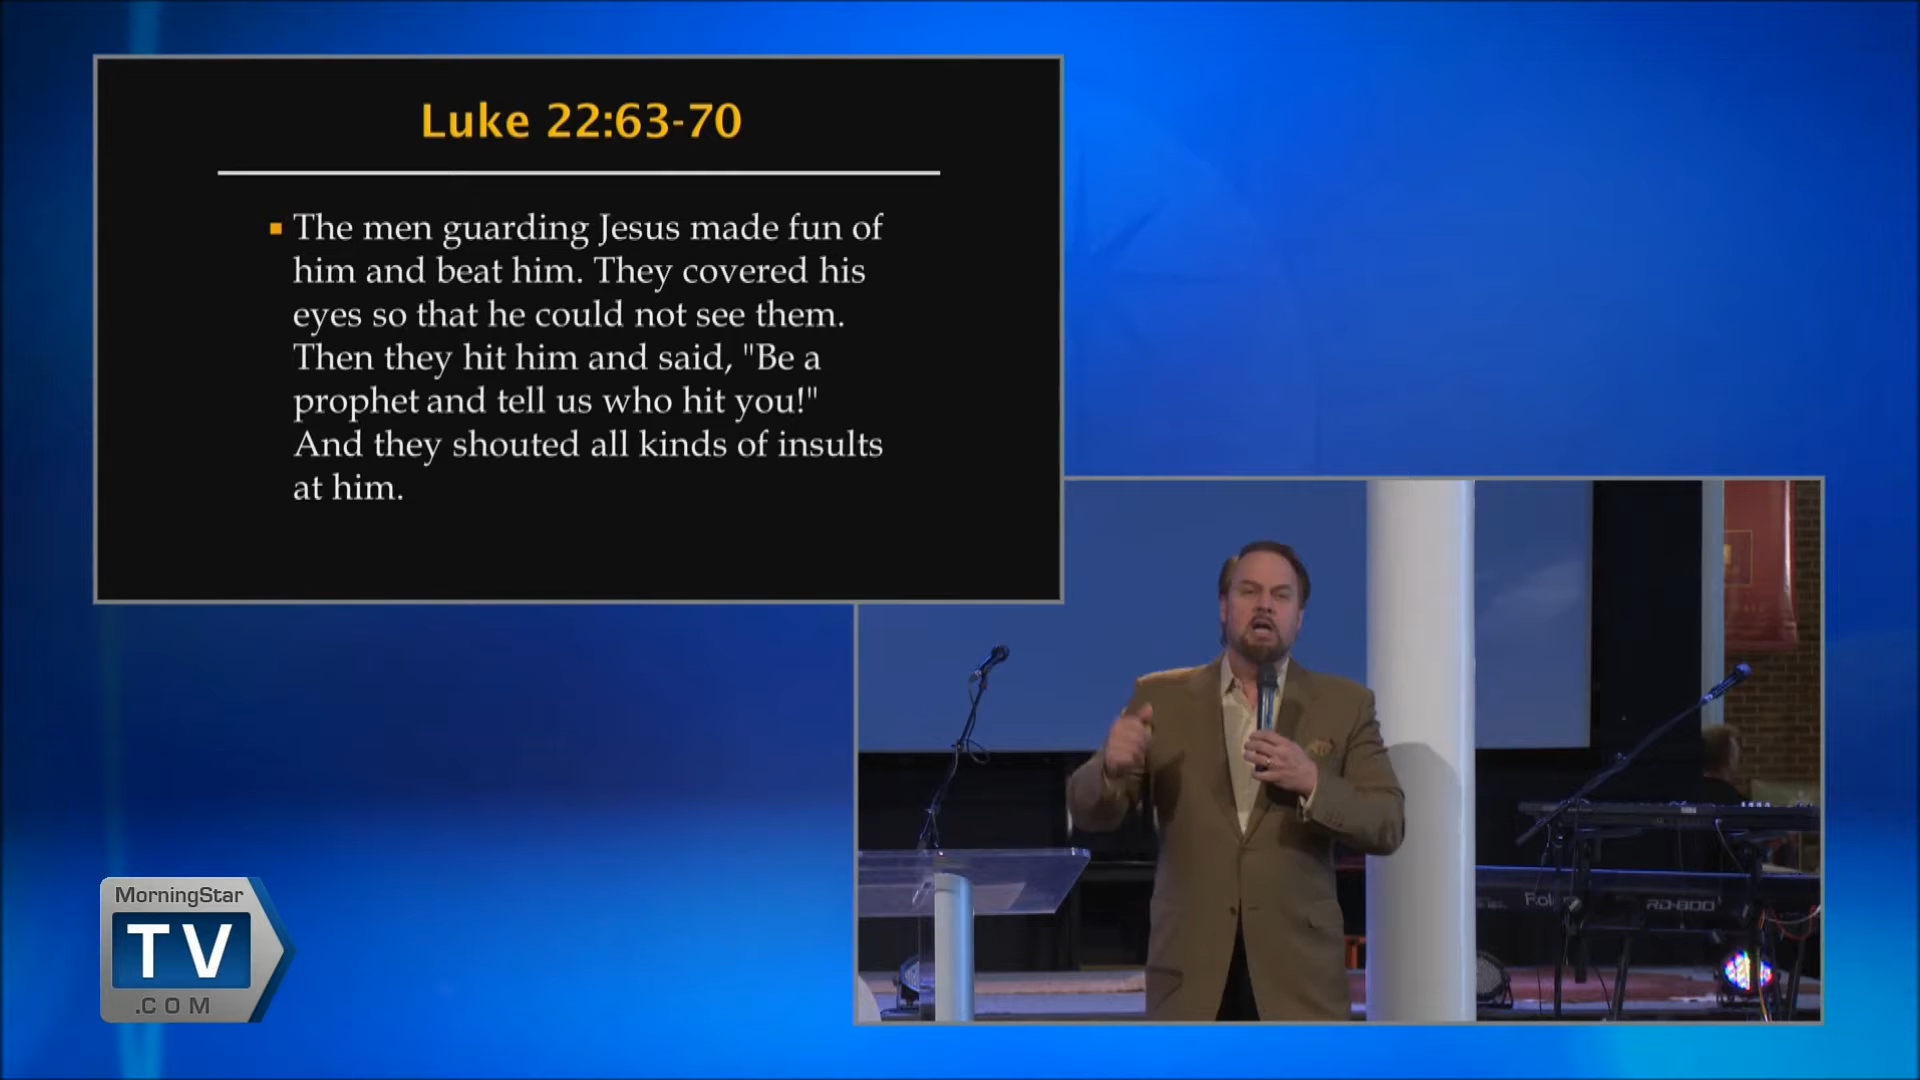 Luke 22:63-70
The men guarding Jesus made fun of
him and beat him. They covered his
eyes so that he could not see them.
Then they hit him and said, "Be a
prophet and tell us who hit you!"
And they shouted all kinds of insults
at him.
MorningStar
TV
.COM
RD-800